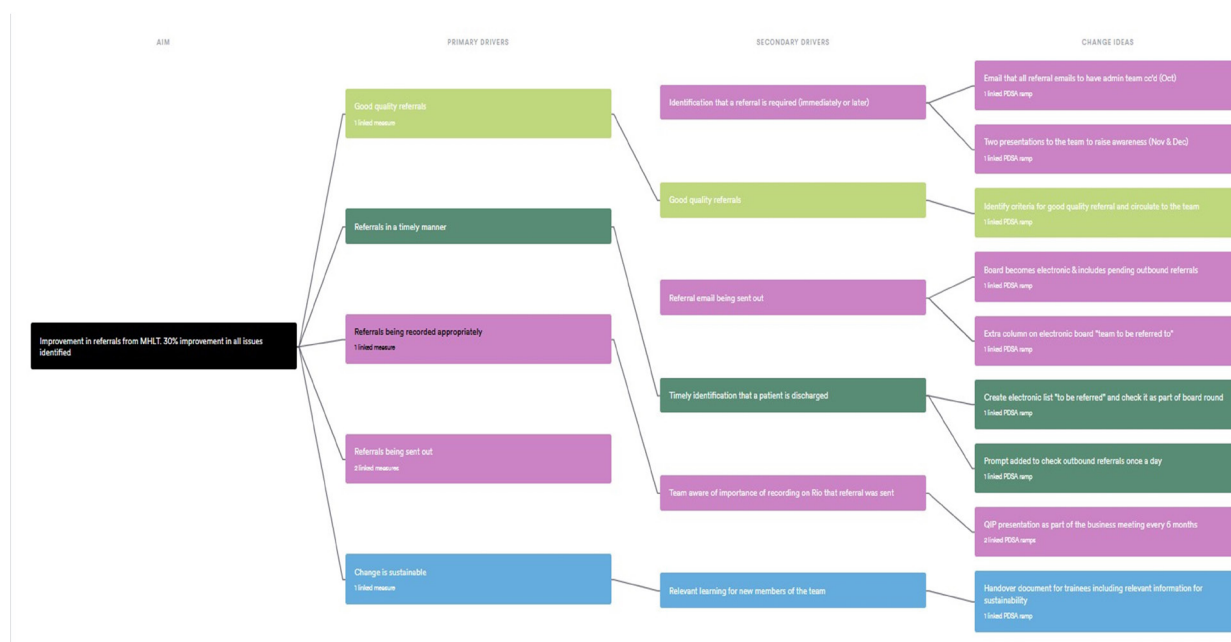 AIM
PRIMARY DRIVERS
SECONDARY DRIVERS
CHANGE IDEAS
Improvement in referrals from MHLT. 30% improvement in all issues
identified
Good quality referrals
1 linked measure
Referrals in a timely manner
Referrals being recorded appropriately
1 linked measure
Referrals being sent out
2 linked measures
Change is sustainable
1 linked measure
Identification that a referral is required (immediately or later)
Good quality referrals
Referral email being sent out
Timely identification that a patient is discharged
Team aware of importance of recording on Rio that referral was sent
Relevant learning for new members of the team
Email that all referral emails to have admin team cc'd (Oct)
1 linked PDSA ramp
Two presentations to the team to raise awareness (Nov & Dec)
1 linked PDSA ramp
Identify criteria for good quality referral and circulate to the team
1 linked PDSA ramp
Board becomes electronic & includes pending outbound referrals
1 linked PDSA ramp
Extra column on electronic board "team to be referred to"
1 linked PDSA ramp
Create electronic list "to be referred" and check it as part of board round
1 linked PDSA ramp
Prompt added to check outbound referrals once a day
1 linked PDSA ramp
QIP presentation as part of the business meeting every 6 months
2 linked PDSA ramps
Handover document for trainees including relevant information for
sustainability
1 linked PDSA ramp